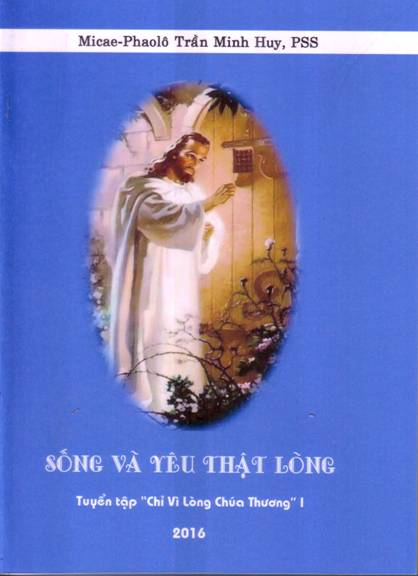 Micae-Phaolô Trần Minh Huy, PSS
SỐNG VÀ YÊU THẬT LÒNG
Tuyển tập "Chỉ Vì Lòng Chúa Thương" I
2016